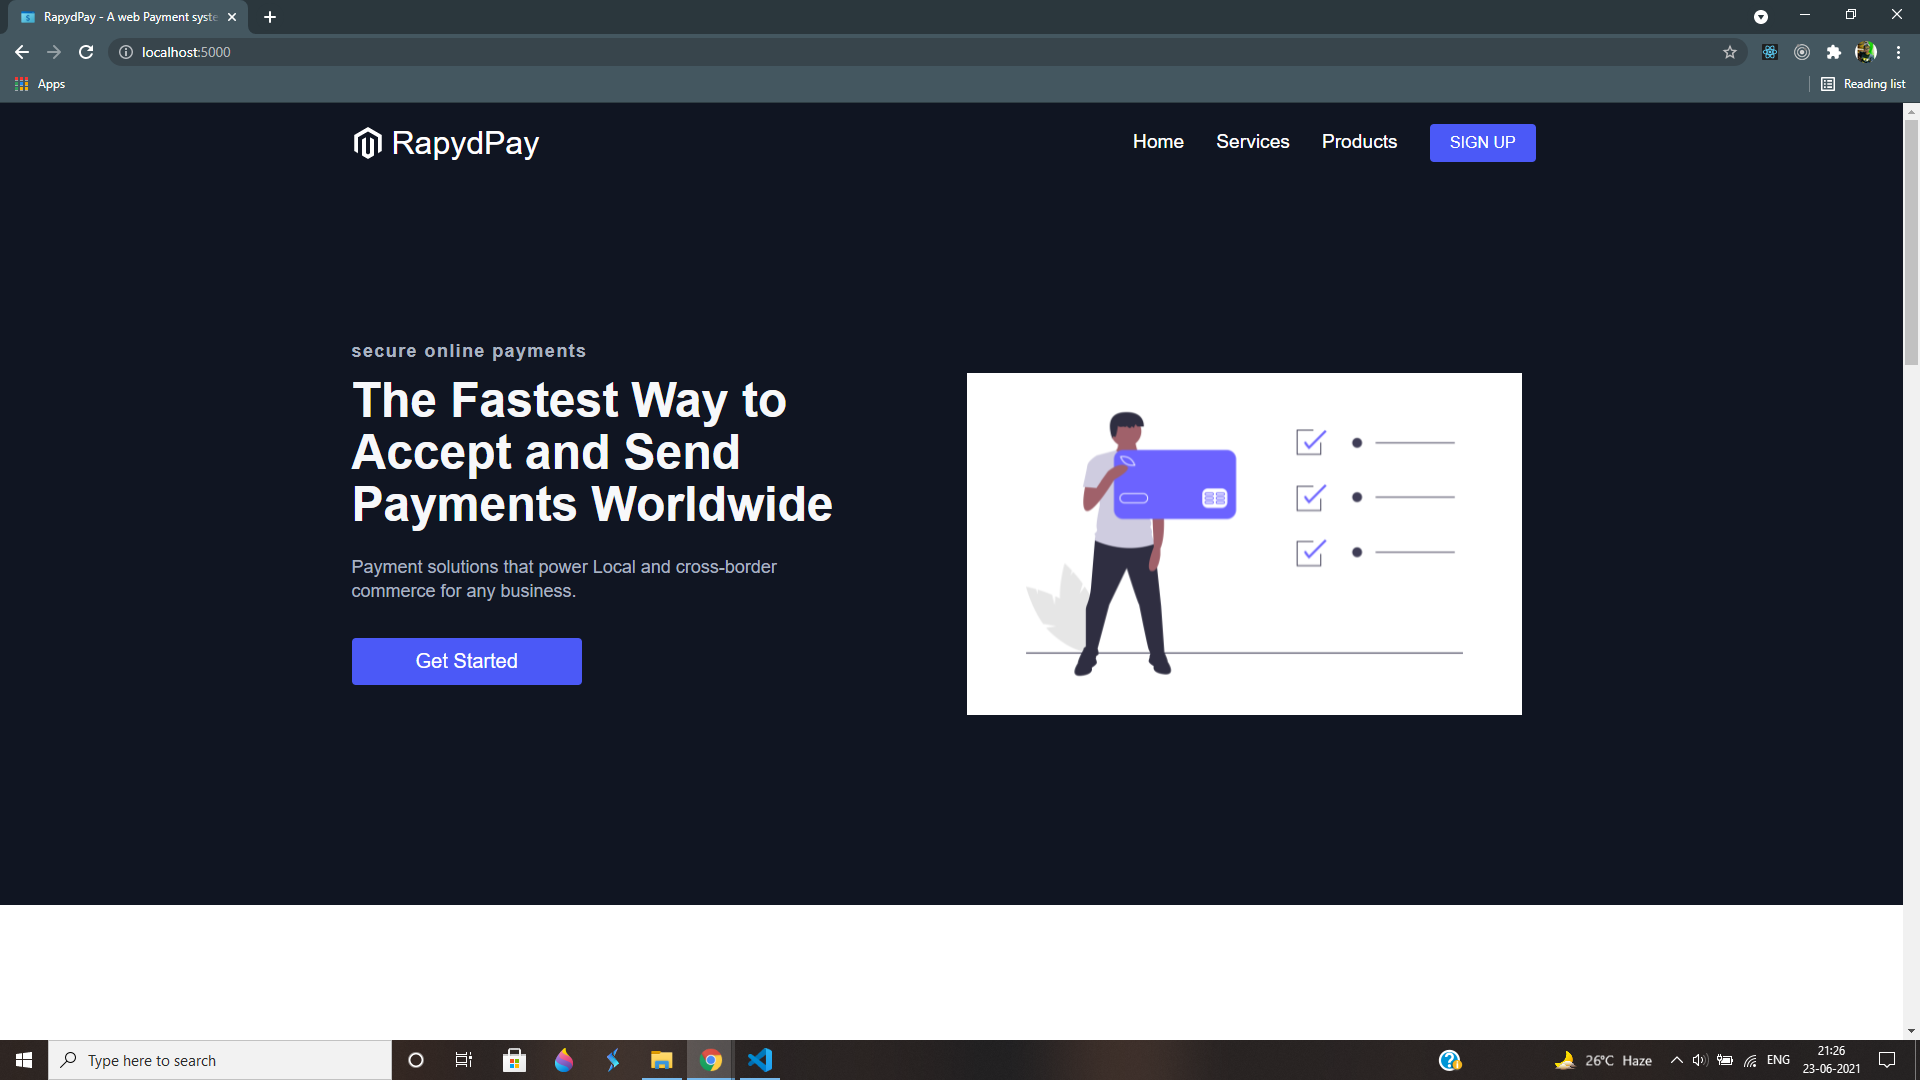 RapydPay - A web Payment syste
localhost:5000
Apps
Reading list
RapydPay
Home
Services
Products
SIGN UP
secure online payments
The Fastest Way to
Accept and Send
Payments Worldwide
Payment solutions that power Local and cross-border
commerce for any business.
Get Started
Type here to search
26°C Haze
ENG
21:26
23-06-2021